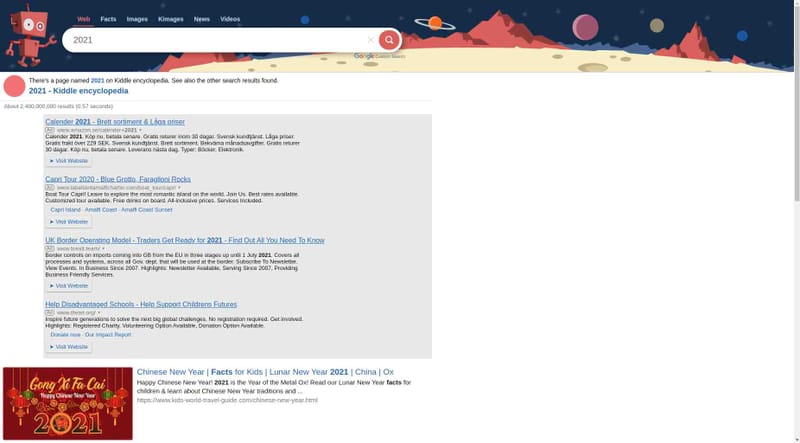 Web Facts Images Kimages News Videos
2021
Google Custom Search
There's a page named 2021 on Kiddle encyclopedia. See also the other search results found.
2021 - Kiddle encyclopedia
About 2,400,000,000 results (0.57 seconds)
Calender 2021 - Brett sortiment & Låga priser
Ad www.amazon.se/calender+2021
Calender 2021. Köp nu, betala senare. Gratis returer inom 30 dagar. Svensk kundtjänst. Låga priser.
Gratis frakt över 229 SEK. Svensk kundtjänst. Brett sortiment. Bekväma månadsavgifter. Gratis returer
30 dagar. Köp nu, betala senare. Leverans nästa dag. Typer: Böcker, Elektronik.
Visit Website
Capri Tour 2020 - Blue Grotto, Faraglioni Rocks
Boat Tour Capri! Leave to explore the most romantic island on the world. Join Us. Best rates available.
Customized tour available. Free drinks on board. All-inclusive prices. Services Included.
Capri Island · Amalfi Coast · Amalfi Coast Sunset
Visit Website
UK Border Operating Model - Traders Get Ready for 2021 - Find Out All You Need To Know
Ad
Border controls on imports coming into GB from the EU in three stages up until 1 July 2021. Covers all
processes and systems, across all Gov. dept. that will be used at the border. Subscribe To Newsletter.
View Events. In Business Since 2007. Highlights: Newsletter Available, Serving Since 2007, Providing
Business Friendly Services.
Visit Website
Help Disadvantaged Schools - Help Support Childrens Futures
Ad
Inspire future generations to solve the next big global challenges. No registration required. Get involved.
Highlights: Registered Charity, Volunteering Option Available, Donation Option Available.
Donate now · Our Impact Report
Visit Website
Gong Xi Fa Cai
Happy Chinese New Year
2021
Chinese New Year | Facts for Kids | Lunar New Year 2021 | China | Ox
Happy Chinese New Year! 2021 is the Year of the Metal Ox! Read our Lunar New Year facts for
children & learn about Chinese New Year traditions and ...
https://www.kids-world-travel-guide.com/chinese-new-year.html